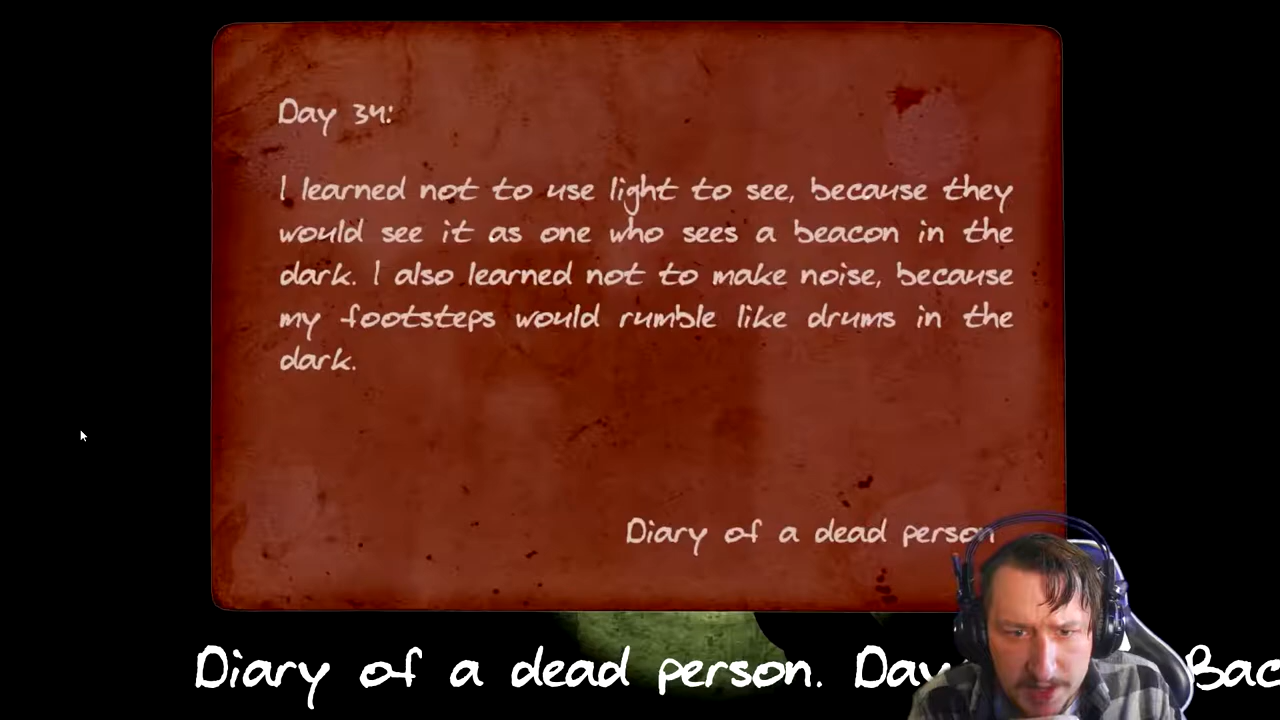 Day 34:
I learned not to use light to see, because they
would see it as one who sees a beacon in the
dark. I also learned not to make noise, because
my footsteps would rumble like drums in the
dark.
Diary of a dead person
Diary of a dead person.